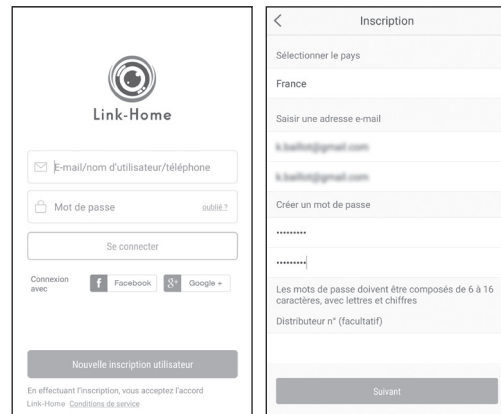 Link-Home
E-mail/nom d'utilisateur/téléphone
Mot de passe
oublié ?
Se connecter
Connexion
avec
f Facebook
g+ Google +
Nouvelle inscription utilisateur
En effectuant l'inscription, vous acceptez l'accord
Link-Home Conditions de service
Inscription
Sélectionner le pays
France
Saisir une adresse e-mail
Créer un mot de passe
•••••••••
•••••••••
Les mots de passe doivent être composés de 6 à 16
caractères, avec lettres et chiffres
Distributeur n° (facultatif)
Suivant